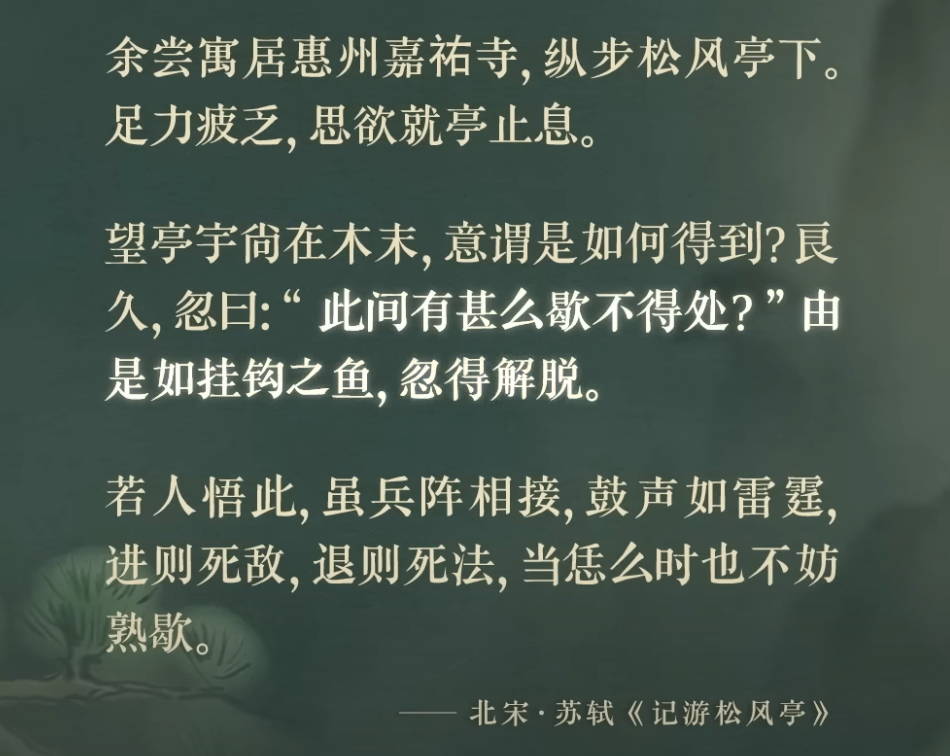 余尝寓居惠州嘉祐寺，纵步松风亭下。
足力疲乏，思欲就亭止息。
望亭宇尚在木末，意谓是如何得到？良
久，忽曰：“此间有甚么歇不得处？”由
是如挂钩之鱼，忽得解脱。
若人悟此，虽兵阵相接，鼓声如雷霆，
进则死敌，退则死法，当恁么时也不妨
熟歇。
—— 北宋·苏轼《记游松风亭》